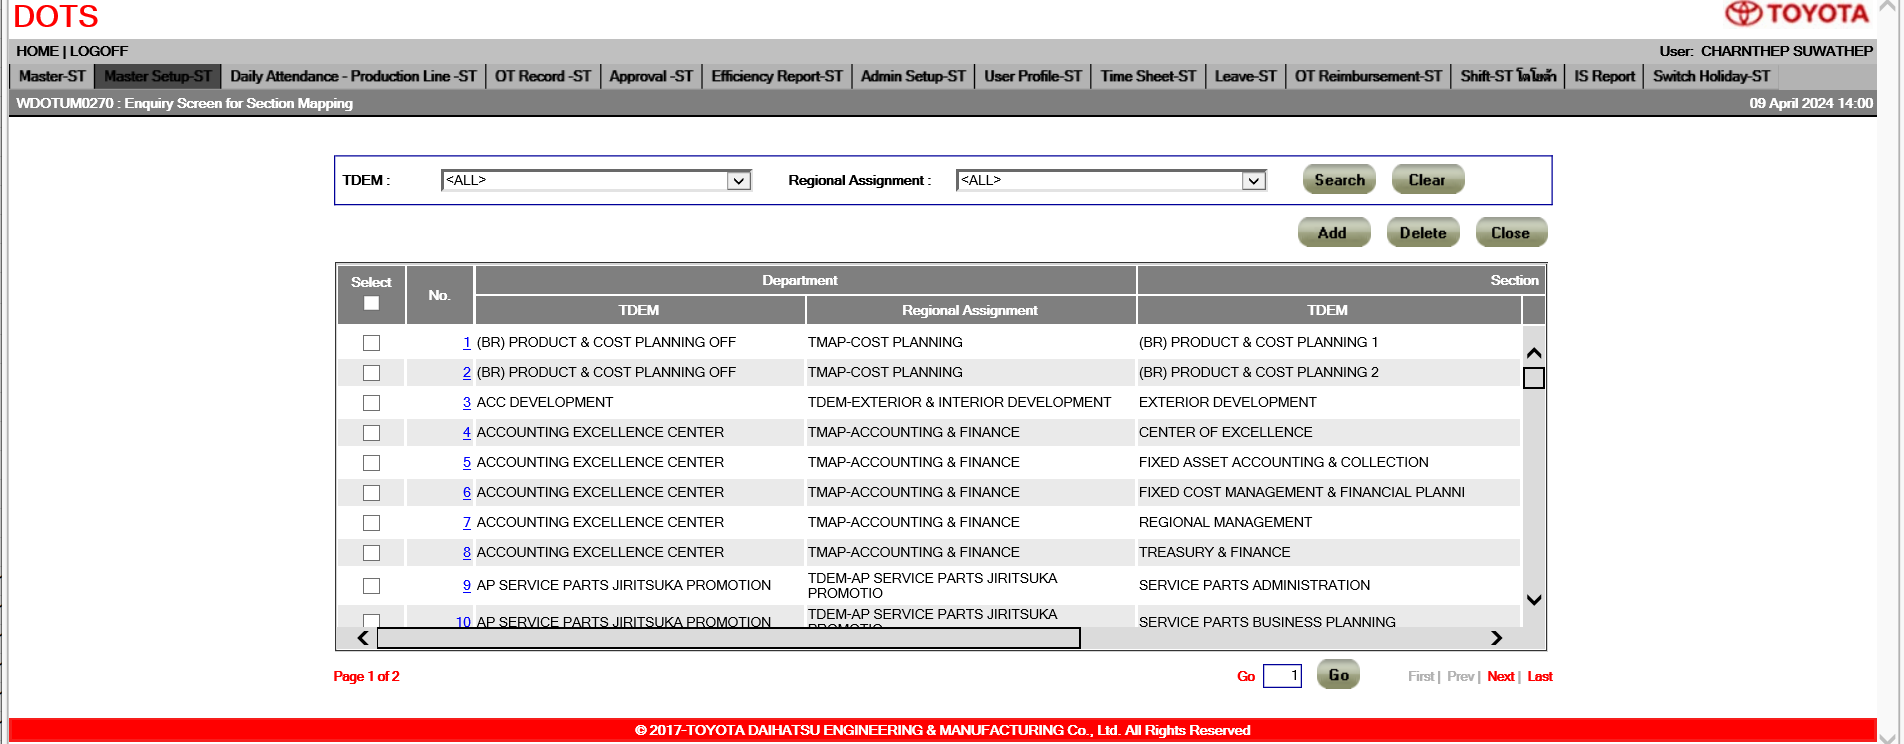 DOTS
TOYOTA
HOME | LOGOFF
User: CHARNTHEP SUWATHEP
Master-ST Master Setup-ST Daily Attendance - Production Line -ST OT Record -ST Approval -ST Efficiency Report-ST Admin Setup-ST User Profile-ST Time Sheet-ST Leave-ST OT Reimbursement-ST Shift-ST โตโยต้า IS Report Switch Holiday-ST
WDOTUM0270 : Enquiry Screen for Section Mapping
09 April 2024 14:00
TDEM : <ALL> Regional Assignment : <ALL> Search Clear
Add Delete Close
Select No. Department Section
TDEM Regional Assignment TDEM
1 (BR) PRODUCT & COST PLANNING OFF TMAP-COST PLANNING (BR) PRODUCT & COST PLANNING 1
2 (BR) PRODUCT & COST PLANNING OFF TMAP-COST PLANNING (BR) PRODUCT & COST PLANNING 2
3 ACC DEVELOPMENT TDEM-EXTERIOR & INTERIOR DEVELOPMENT EXTERIOR DEVELOPMENT
4 ACCOUNTING EXCELLENCE CENTER TMAP-ACCOUNTING & FINANCE CENTER OF EXCELLENCE
5 ACCOUNTING EXCELLENCE CENTER TMAP-ACCOUNTING & FINANCE FIXED ASSET ACCOUNTING & COLLECTION
6 ACCOUNTING EXCELLENCE CENTER TMAP-ACCOUNTING & FINANCE FIXED COST MANAGEMENT & FINANCIAL PLANNI
7 ACCOUNTING EXCELLENCE CENTER TMAP-ACCOUNTING & FINANCE REGIONAL MANAGEMENT
8 ACCOUNTING EXCELLENCE CENTER TMAP-ACCOUNTING & FINANCE TREASURY & FINANCE
9 AP SERVICE PARTS JIRITSUKA PROMOTION TDEM-AP SERVICE PARTS JIRITSUKA PROMOTIO SERVICE PARTS ADMINISTRATION
10 AP SERVICE PARTS JIRITSUKA PROMOTION TDEM-AP SERVICE PARTS JIRITSUKA PROMOTIO SERVICE PARTS BUSINESS PLANNING
Page 1 of 2
Go 1 Go First | Prev | Next | Last
© 2017-TOYOTA DAIHATSU ENGINEERING & MANUFACTURING Co., Ltd. All Rights Reserved